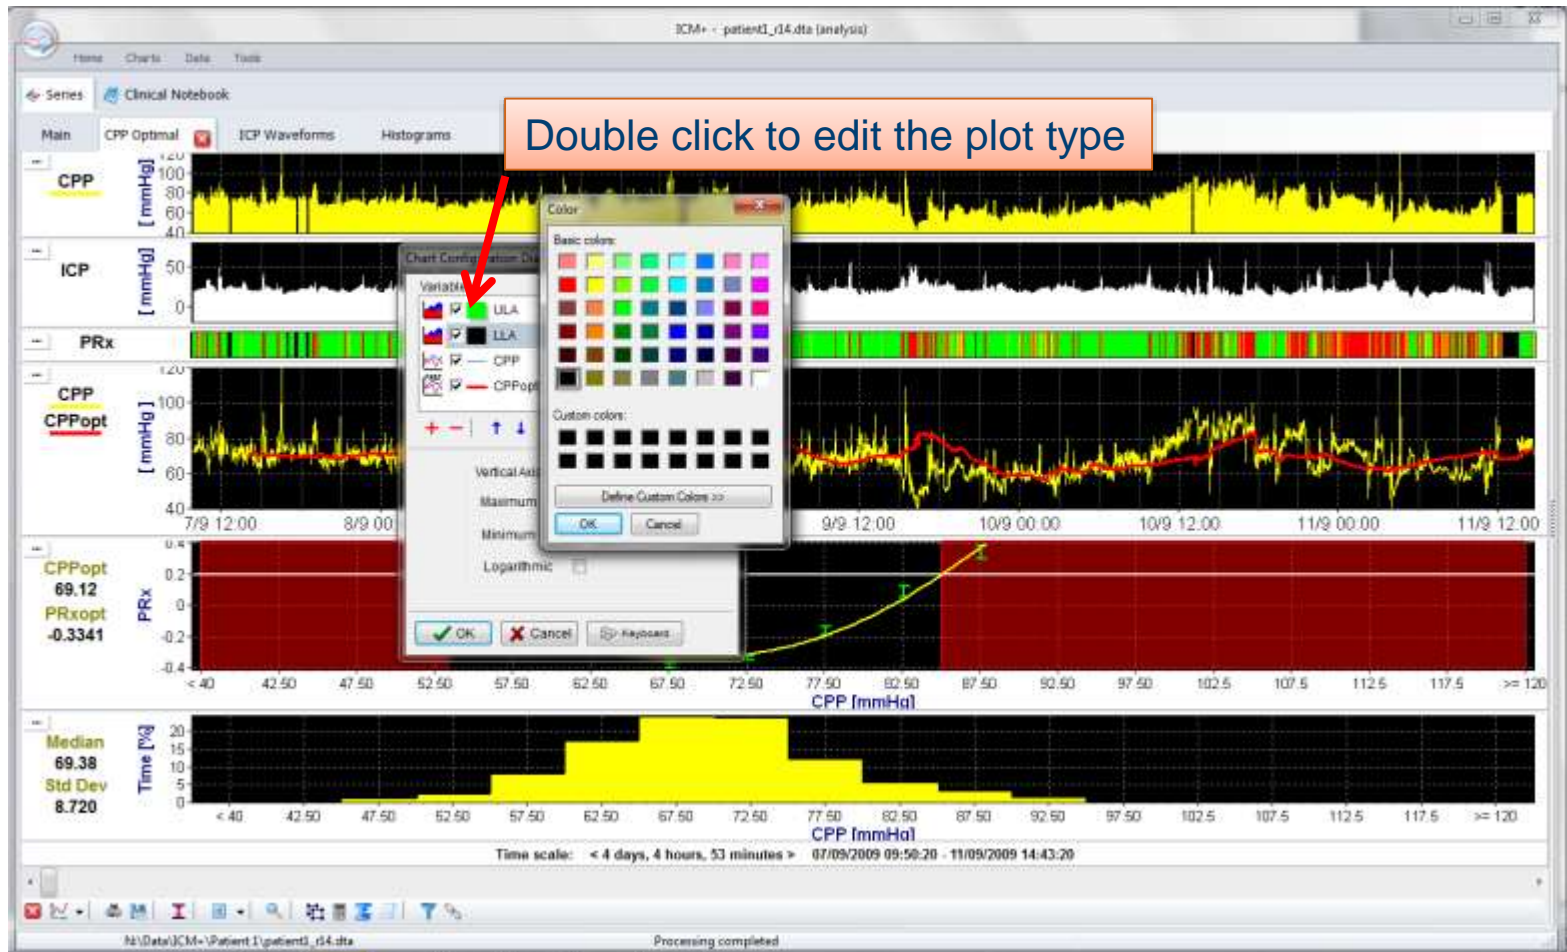 ICM+ - patient1_r14.dta (analysis)
Home Charts Data Tools
Series Clinical Notebook
Main CPP Optimal ICP Waveforms Histograms
Double click to edit the plot type
CPP
[ mmHg]
120
100
80
60
40
ICP
[ mmHg]
50
0
PRx
CPP
CPPopt
[ mmHg ]
120
100
80
60
40
7/9 12:00 8/9 00 9/9 12:00 10/9 00:00 10/9 12:00 11/9 00:00 11/9 12:00
Chart Configuration Dia
Variable
ULA
LLA
CPP
CPPopt
Vertical Axis
Maximum
Minimum
Logarithmic
OK Cancel Keyboard
Color
Basic colors:
Custom colors:
Define Custom Colors >>
OK Cancel
CPPopt
69.12
PRxopt
-0.3341
PRx
0.4
0.2
0
-0.2
-0.4
< 40 42.50 47.50 52.50 57.50 62.50 67.50 72.50 77.50 82.50 87.50 92.50 97.50 102.5 107.5 112.5 117.5 >= 120
CPP [mmHg]
Median
69.38
Std Dev
8.720
Time [%]
20
15
10
5
0
< 40 42.50 47.50 52.50 57.50 62.50 67.50 72.50 77.50 82.50 87.50 92.50 97.50 102.5 107.5 112.5 117.5 >= 120
CPP [mmHg]
Time scale: < 4 days, 4 hours, 53 minutes > 07/09/2009 09:50:20 - 11/09/2009 14:43:20
N:\Data\ICM+\Patient 1\patient1_r14.dta Processing completed